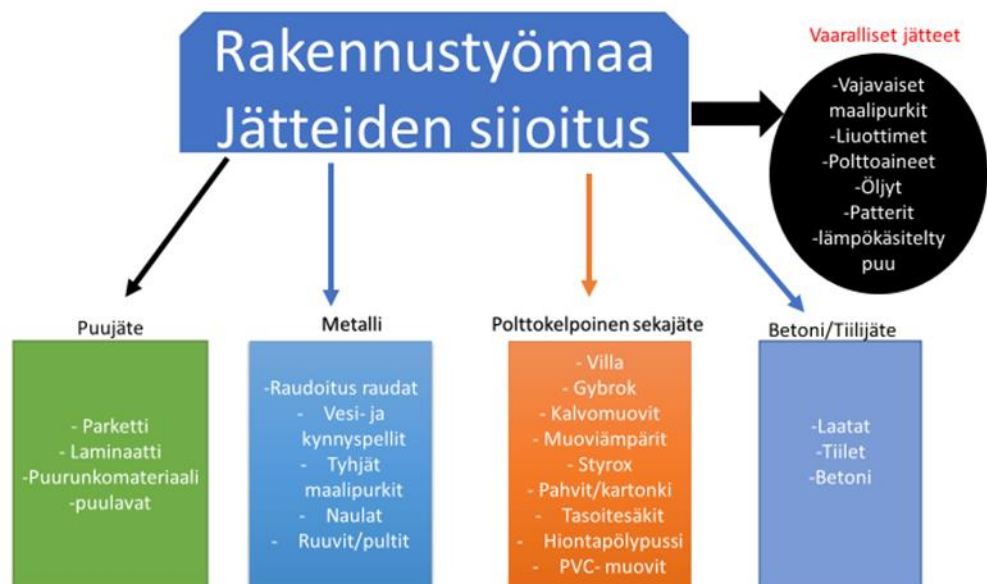 Rakennustyömaa
Jätteiden sijoitus
Vaaralliset jätteet
-Vajavaiset
maalipurkit
-Liuottimet
-Polttoaineet
-Öljyt
-Patterit
-lämpökäsitelty
puu
Puujäte
- Parketti
- Laminaatti
-Puurunkomateriaali
-puulavat
Metalli
-Raudoitus raudat
- Vesi- ja
kynnyspellit
- Tyhjät
maalipurkit
- Naulat
- Ruuvit/pultit
Polttokelpoinen sekajäte
- Villa
- Gybrok
- Kalvomuovit
- Muoviämpärit
- Styrox
- Pahvit/kartonki
- Tasoitesäkit
- Hiontapölypussi
- PVC- muovit
Betoni/Tiilijäte
-Laatat
-Tiilet
-Betoni